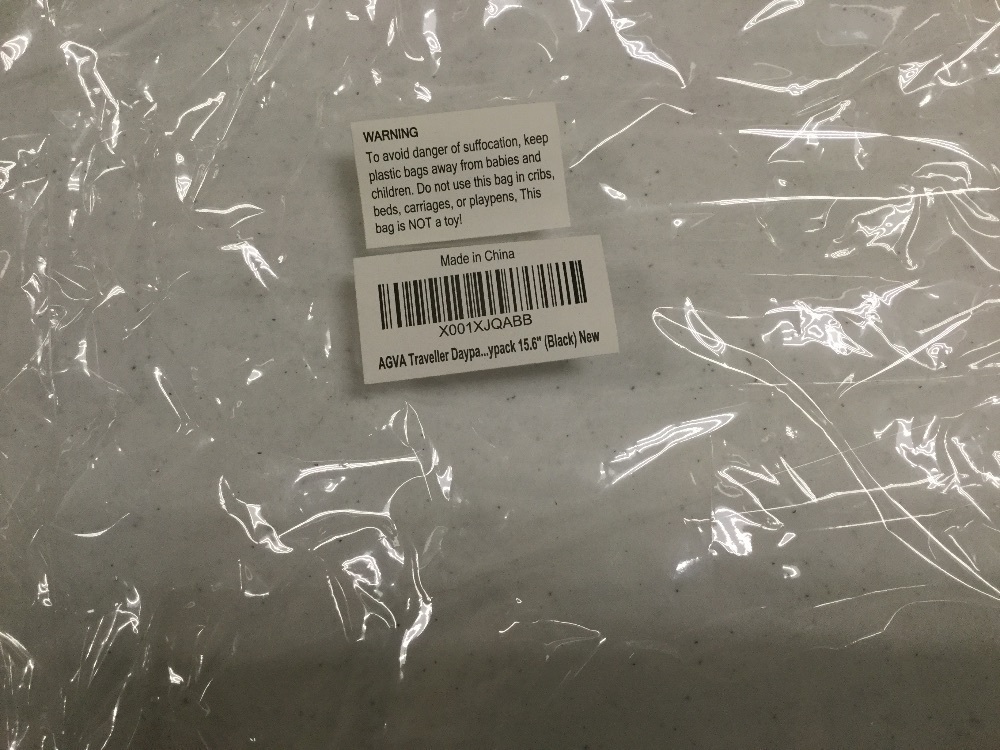 WARNING
To avoid danger of suffocation, keep
plastic bags away from babies and
children. Do not use this bag in cribs,
beds, carriages, or playpens, This
bag is NOT a toy!
Made in China
X001XJQABB
AGVA Traveller Daypa...ypack 15.6" (Black) New